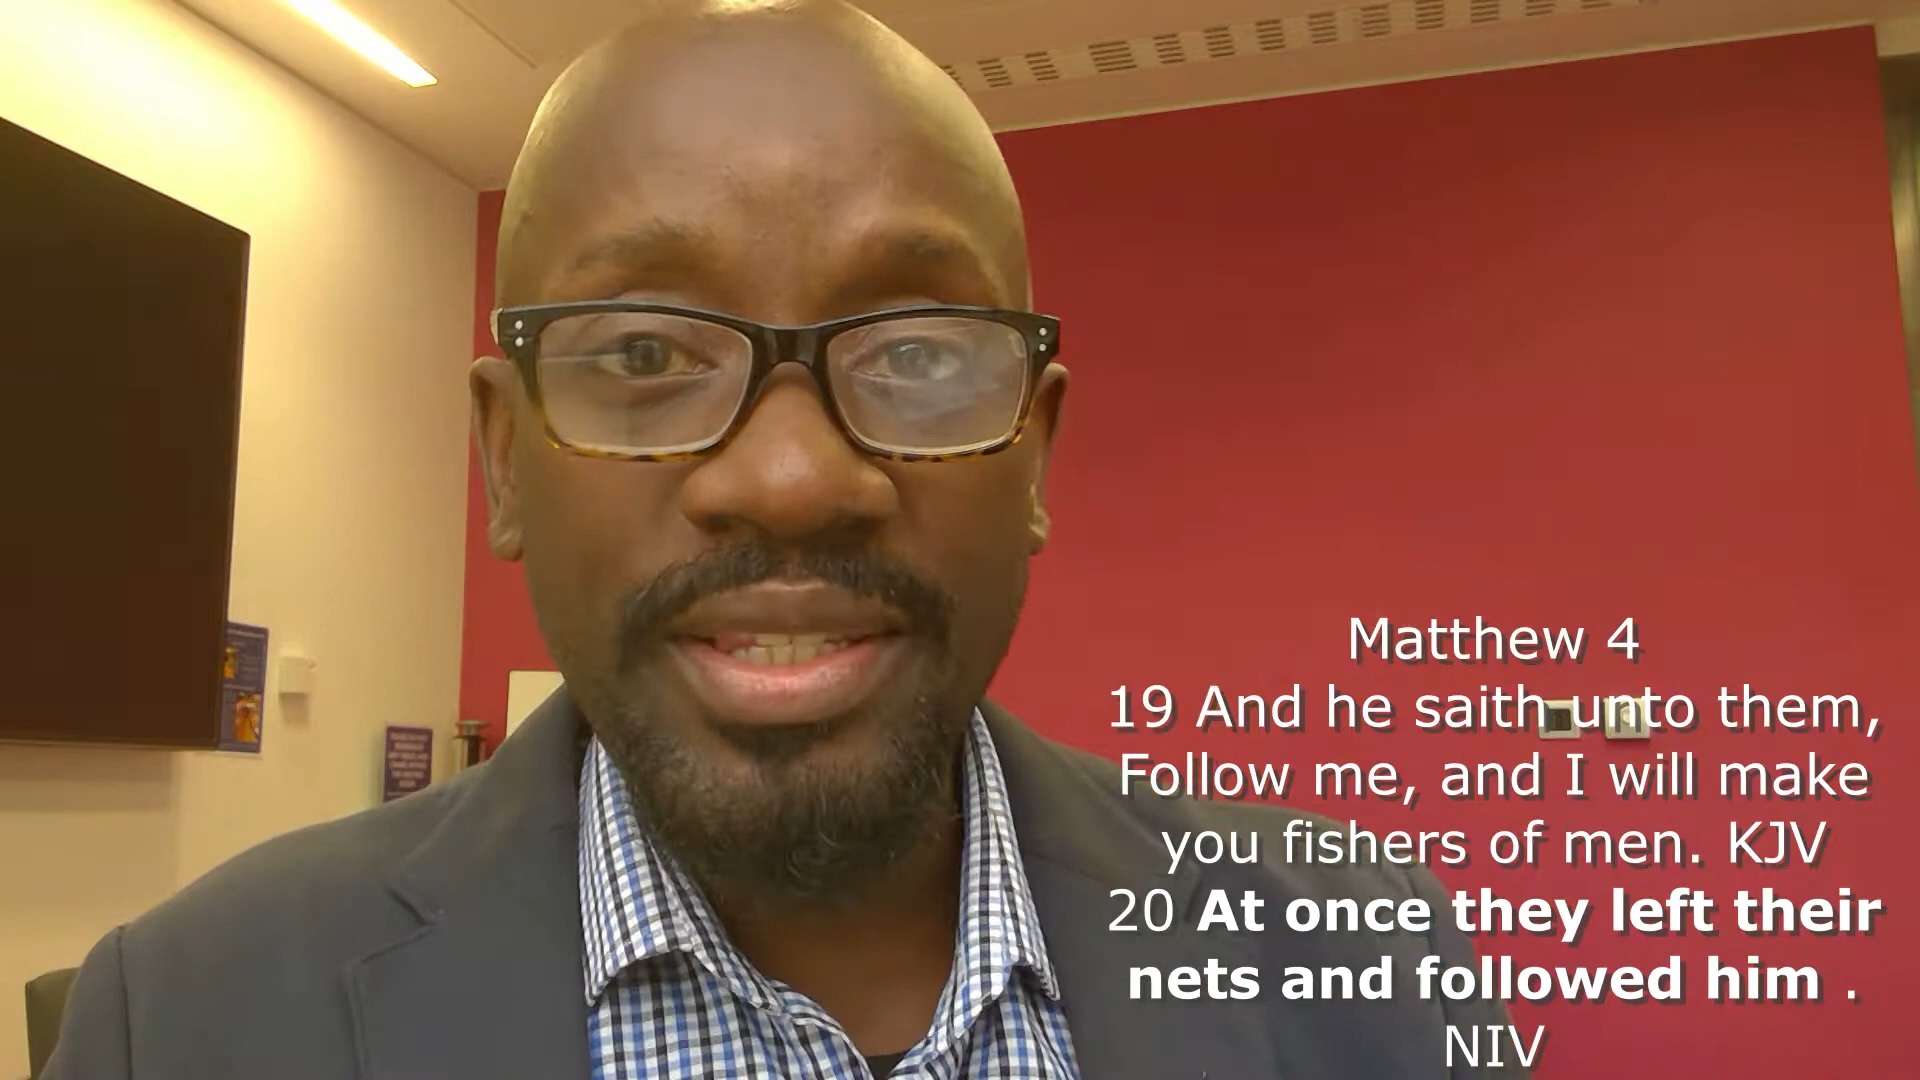 Matthew 4
19 And he saith unto them,
Follow me, and I will make
you fishers of men. KJV
20 At once they left their
nets and followed him .
NIV